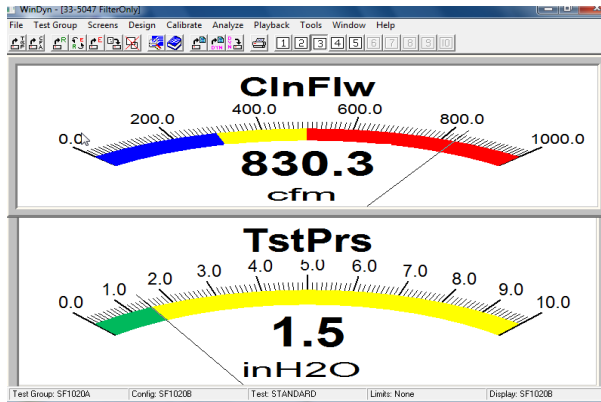 WinDyn - [33-5047 FilterOnly]
File Test Group Screens Design Calibrate Analyze Playback Tools Window Help
1 2 3 4 5 6 7 8 9 10
ClnFlw
0.0 200.0 400.0 600.0 800.0 1000.0
830.3
cfm
TstPrs
0.0 1.0 2.0 3.0 4.0 5.0 6.0 7.0 8.0 9.0 10.0
1.5
inH2O
Test Group: SF1020A Config: SF1020B Test: STANDARD Limits: None Display: SF1020B